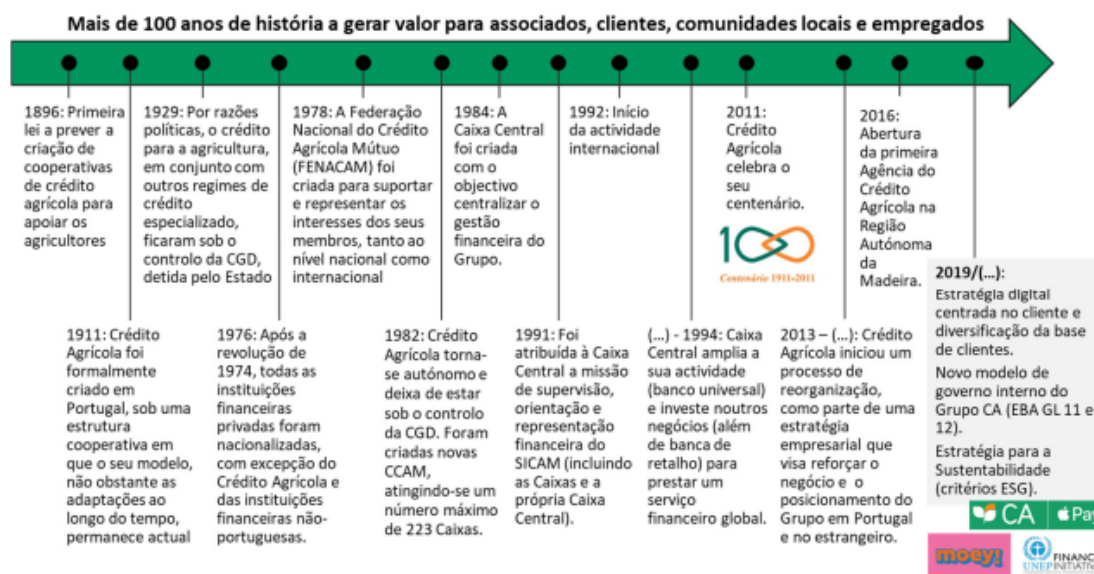 Mais de 100 anos de história a gerar valor para associados, clientes, comunidades locais e empregados
1896: Primeira
lei a prever a
criação de
cooperativas
de crédito
agrícola para
apoiar os
agricultores
1911: Crédito
Agrícola foi
formalmente
criado em
Portugal, sob uma
estrutura
cooperativa em
que o seu modelo,
não obstante as
adaptações ao
longo do tempo,
permanece actual
1929: Por razões
políticas, o crédito
para a agricultura,
em conjunto com
outros regimes de
crédito
especializado,
ficaram sob o
controlo da CGD,
detida pelo Estado
1976: Após a
revolução de
1974, todas as
instituições
financeiras
privadas foram
nacionalizadas,
com excepção do
Crédito Agrícola e
das instituições
financeiras não-
portuguesas.
1978: A Federação
Nacional do Crédito
Agrícola Mútuo
(FENACAM) foi
criada para suportar
e representar os
interesses dos seus
membros, tanto ao
nível nacional como
internacional
1982: Crédito
Agrícola torna-
se autónomo e
deixa de estar
sob o controlo
da CGD. Foram
criadas novas
CCAM,
atingindo-se um
número máximo
de 223 Caixas.
1984: A
Caixa Central
foi criada
com o
objectivo
centralizar o
gestão
financeira do
Grupo.
1991: Foi
atribuída à Caixa
Central a missão
de supervisão,
orientação e
representação
financeira do
SICAM (incluindo
as Caixas e a
própria Caixa
Central).
1992: Início
da actividade
internacional
(...) - 1994: Caixa
Central amplia a
sua actividade
(banco universal)
e investe noutros
negócios (além
de banca de
retalho) para
prestar um
serviço
financeiro global.
2011:
Crédito
Agrícola
celebra o
seu
centenário.
100
Centenário 1911-2011
2013 – (...): Crédito
Agrícola iniciou um
processo de
reorganização,
como parte de uma
estratégia
empresarial que
visa reforçar o
negócio e o
posicionamento do
Grupo em Portugal
e no estrangeiro.
2016:
Abertura
da primeira
Agência do
Crédito
Agrícola na
Região
Autónoma
da
Madeira.
2019/(...):
Estratégia digital
centrada no cliente e
diversificação da base
de clientes.
Novo modelo de
governo interno do
Grupo CA (EBA GL 11 e
12).
Estratégia para a
Sustentabilidade
(critérios ESG).
CA Pay
moey!
UNEP FINANC
INITIATIV